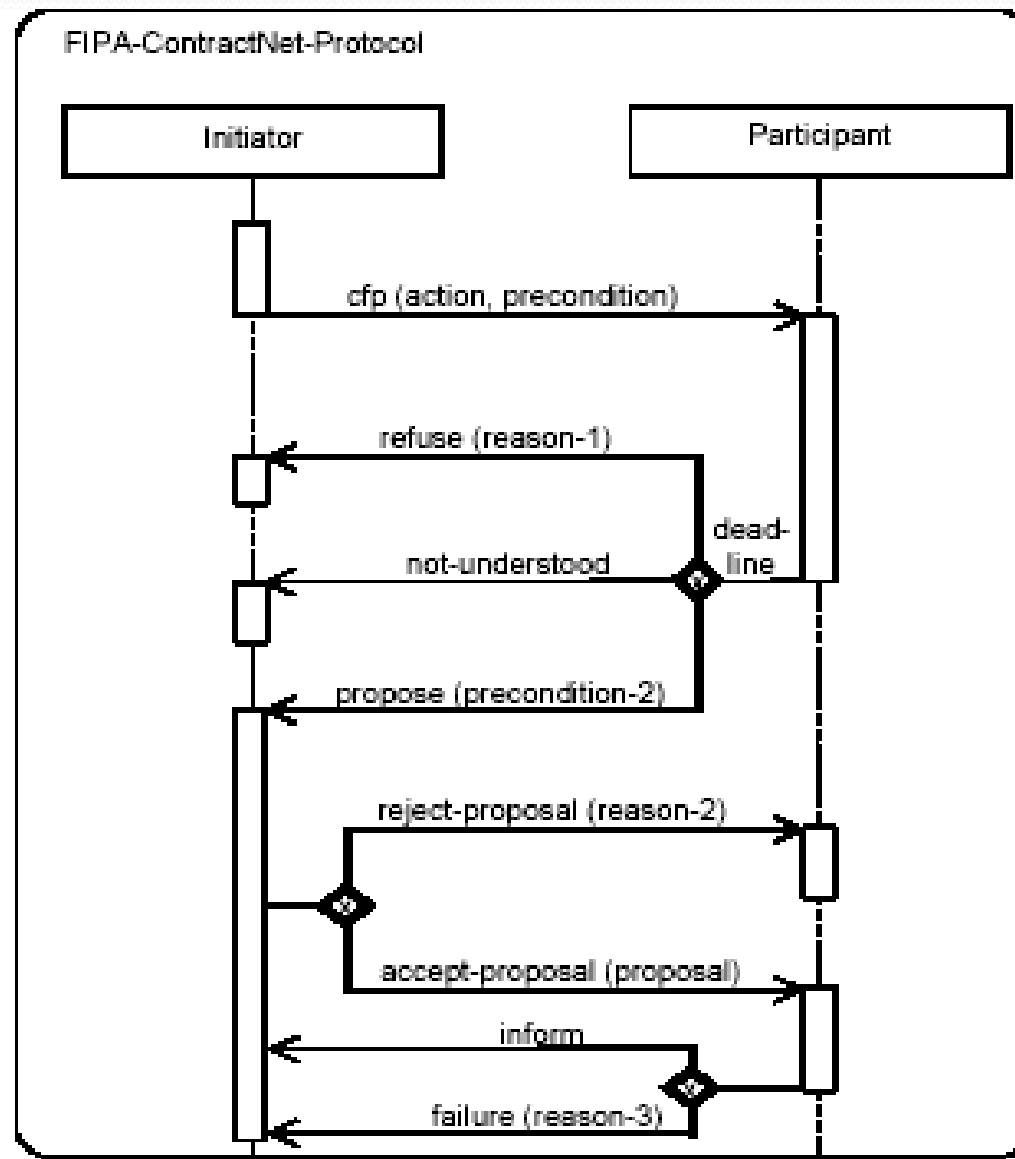 FIPA-ContractNet-Protocol
Initiator
Participant
cfp (action, precondition)
refuse (reason-1)
dead-
line
not-understood
x
propose (precondition-2)
reject-proposal (reason-2)
x
accept-proposal (proposal)
inform
x
failure (reason-3)